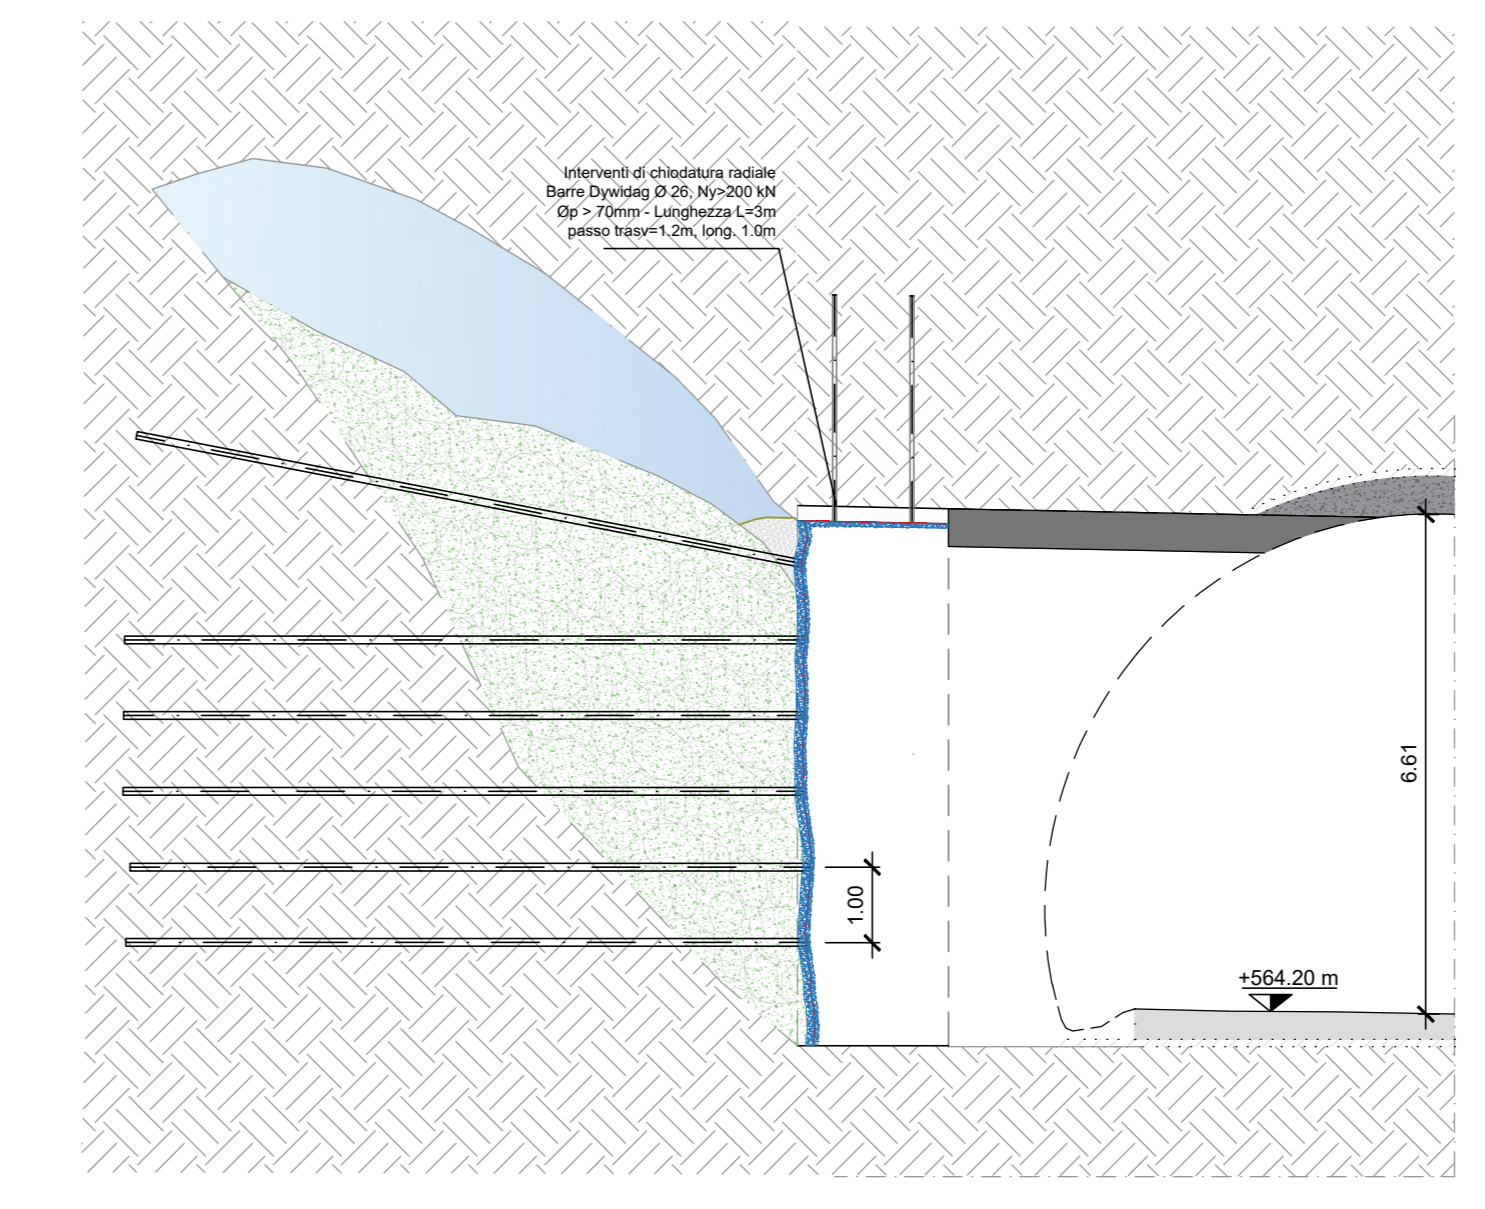 Interventi di chiodatura radiale
Barre Dywidag Ø 26, Ny>200 kN
Øp > 70mm - Lunghezza L=3m
passo trasv=1.2m, long. 1.0m
6.61
1.00
+564.20 m